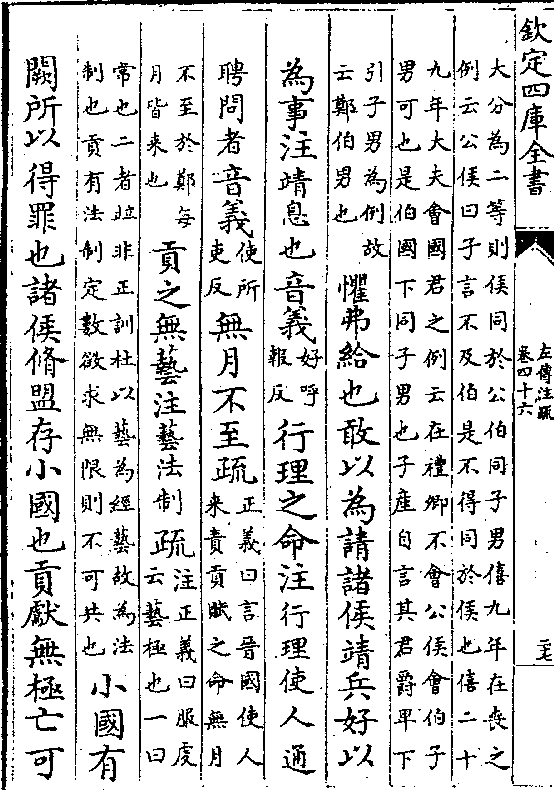 欽定四庫全書
左傳注疏
卷四十六
二七
大分為二等則侯同於公伯同子男僖九年在喪之
例云公侯曰子言不及伯是不得同於侯也僖二十
九年大夫會國君之例云在禮卿不會公侯會伯子
男可也是伯國下同子男也子產自言其君爵卑下
引子男為例故
云鄭伯男也
懼弗給也敢以為請諸侯靖兵好以
為事注靖息也音義
好呼
報反
行理之命注行理使人通
聘問者音義
使所
吏反
無月不至疏
正義曰言晉國使人
來責貢賦之命無月
不至於鄭每
月皆来也
貢之無藝注藝法制
疏
注正義曰服虔
云藝極也一曰
常也二者竝非正訓杜以藝為經藝故為法
制也貢有法制定數欲求無限則不可共也
小國有
闕所以得罪也諸侯脩盟存小國也貢獻無極亡可